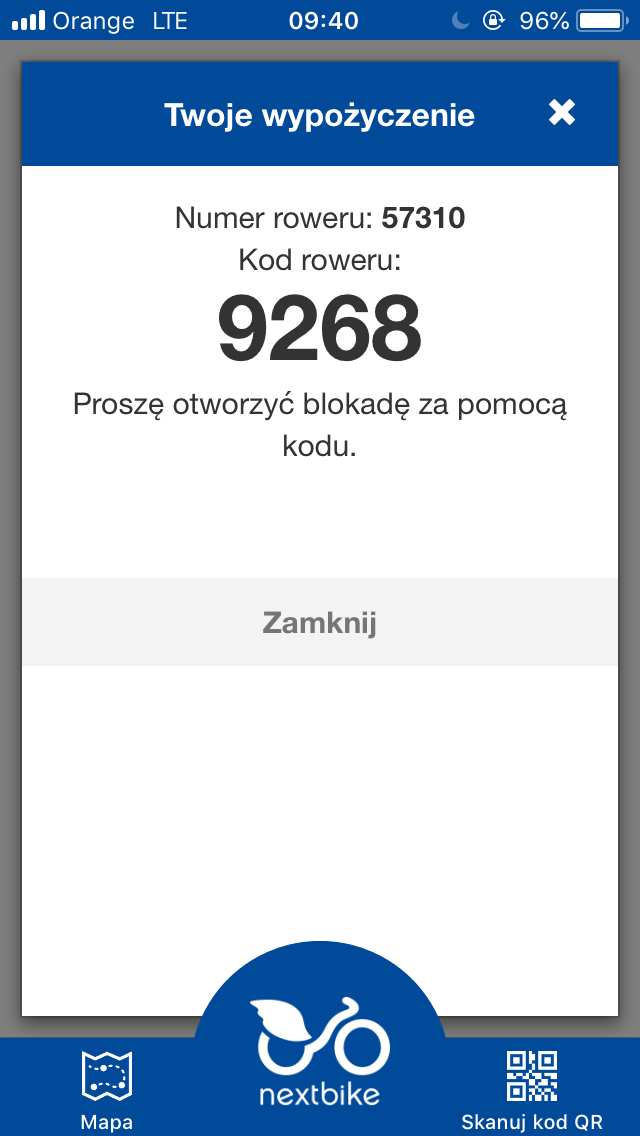 Orange LTE 09:40 96%
Twoje wypożyczenie
Numer roweru: 57310
Kod roweru:
9268
Proszę otworzyć blokadę za pomocą
kodu.
Zamknij
nextbike
Mapa
Skanuj kod QR